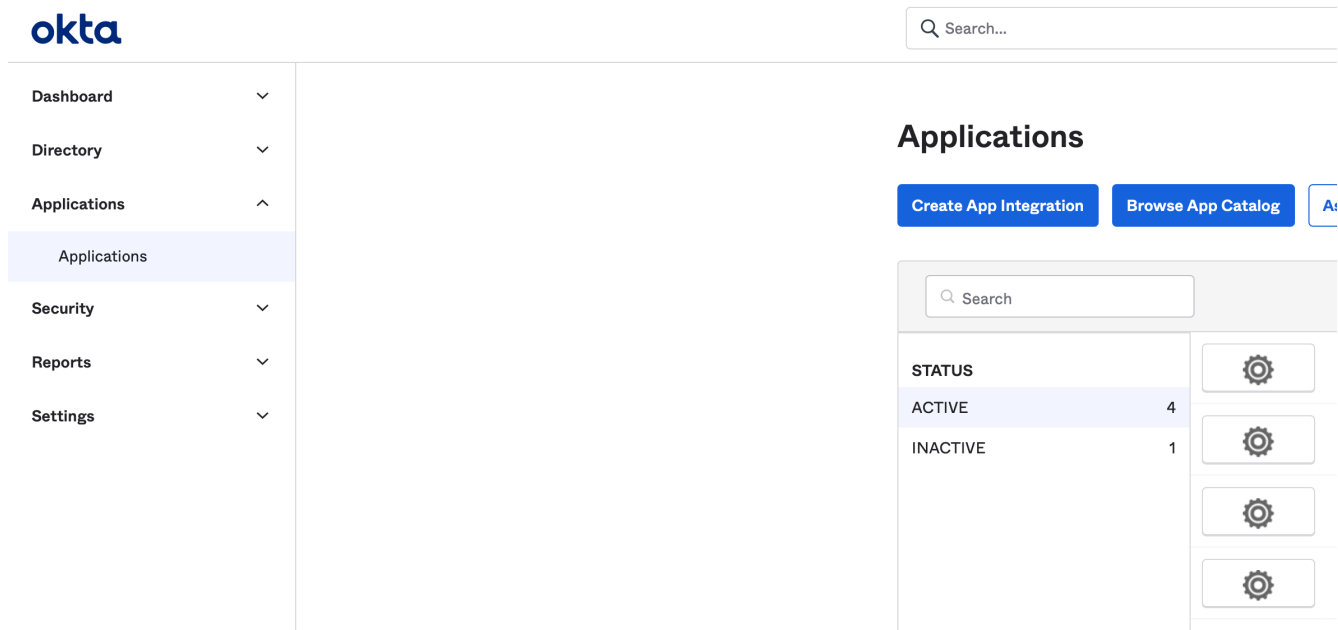 okta
Search...
Dashboard
Directory
Applications
Applications
Security
Reports
Settings
Applications
Create App Integration
Browse App Catalog
As
Search
STATUS
ACTIVE 4
INACTIVE 1